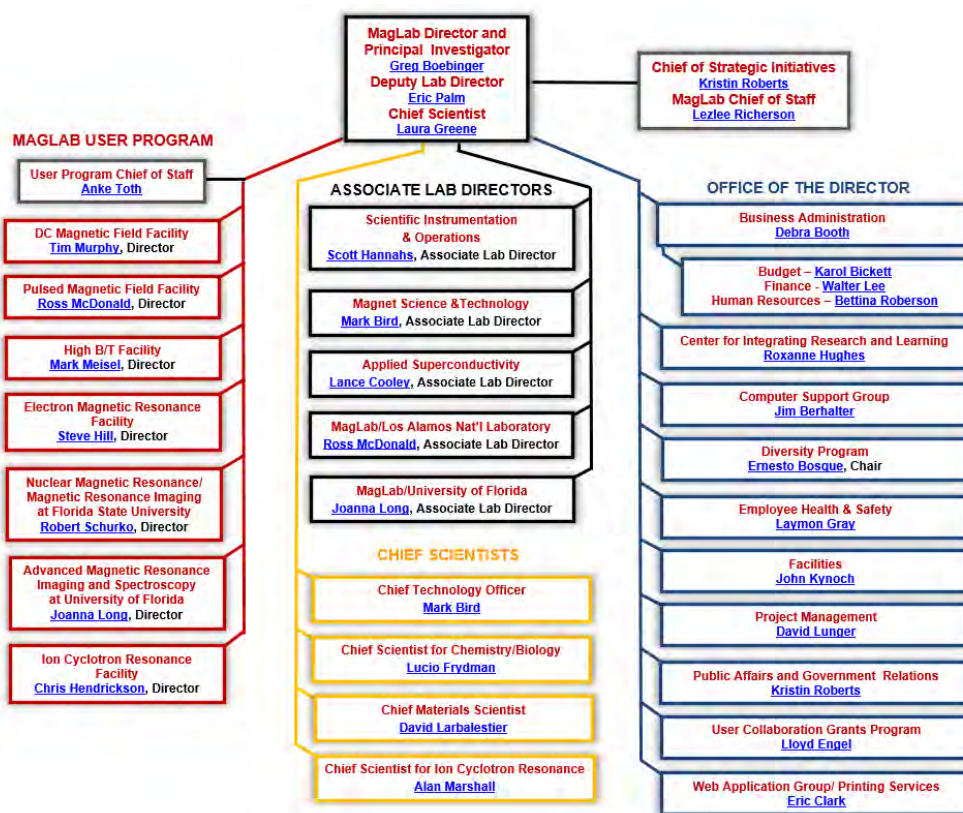 MagLab Director and
Principal Investigator
Greg Boebinger
Deputy Lab Director
Eric Palm
Chief Scientist
Laura Greene
Chief of Strategic Initiatives
Kristin Roberts
MagLab Chief of Staff
Lezlee Richerson
MAGLAB USER PROGRAM
User Program Chief of Staff
Anke Toth
DC Magnetic Field Facility
Tim Murphy, Director
Pulsed Magnetic Field Facility
Ross McDonald, Director
High B/T Facility
Mark Meisel, Director
Electron Magnetic Resonance
Facility
Steve Hill, Director
Nuclear Magnetic Resonance/
Magnetic Resonance Imaging
at Florida State University
Robert Schurko, Director
Advanced Magnetic Resonance
Imaging and Spectroscopy
at University of Florida
Joanna Long, Director
Ion Cyclotron Resonance
Facility
Chris Hendrickson, Director
ASSOCIATE LAB DIRECTORS
Scientific Instrumentation
& Operations
Scott Hannahs, Associate Lab Director
Magnet Science &Technology
Mark Bird, Associate Lab Director
Applied Superconductivity
Lance Cooley, Associate Lab Director
MagLab/Los Alamos Nat'l Laboratory
Ross McDonald, Associate Lab Director
MagLab/University of Florida
Joanna Long, Associate Lab Director
CHIEF SCIENTISTS
Chief Technology Officer
Mark Bird
Chief Scientist for Chemistry/Biology
Lucio Frydman
Chief Materials Scientist
David Larbalestier
Chief Scientist for Ion Cyclotron Resonance
Alan Marshall
OFFICE OF THE DIRECTOR
Business Administration
Debra Booth
Budget – Karol Bickett
Finance - Walter Lee
Human Resources – Bettina Roberson
Center for Integrating Research and Learning
Roxanne Hughes
Computer Support Group
Jim Berhalter
Diversity Program
Ernesto Bosque, Chair
Employee Health & Safety
Laymon Gray
Facilities
John Kynoch
Project Management
David Lunger
Public Affairs and Government Relations
Kristin Roberts
User Collaboration Grants Program
Lloyd Engel
Web Application Group/ Printing Services
Eric Clark